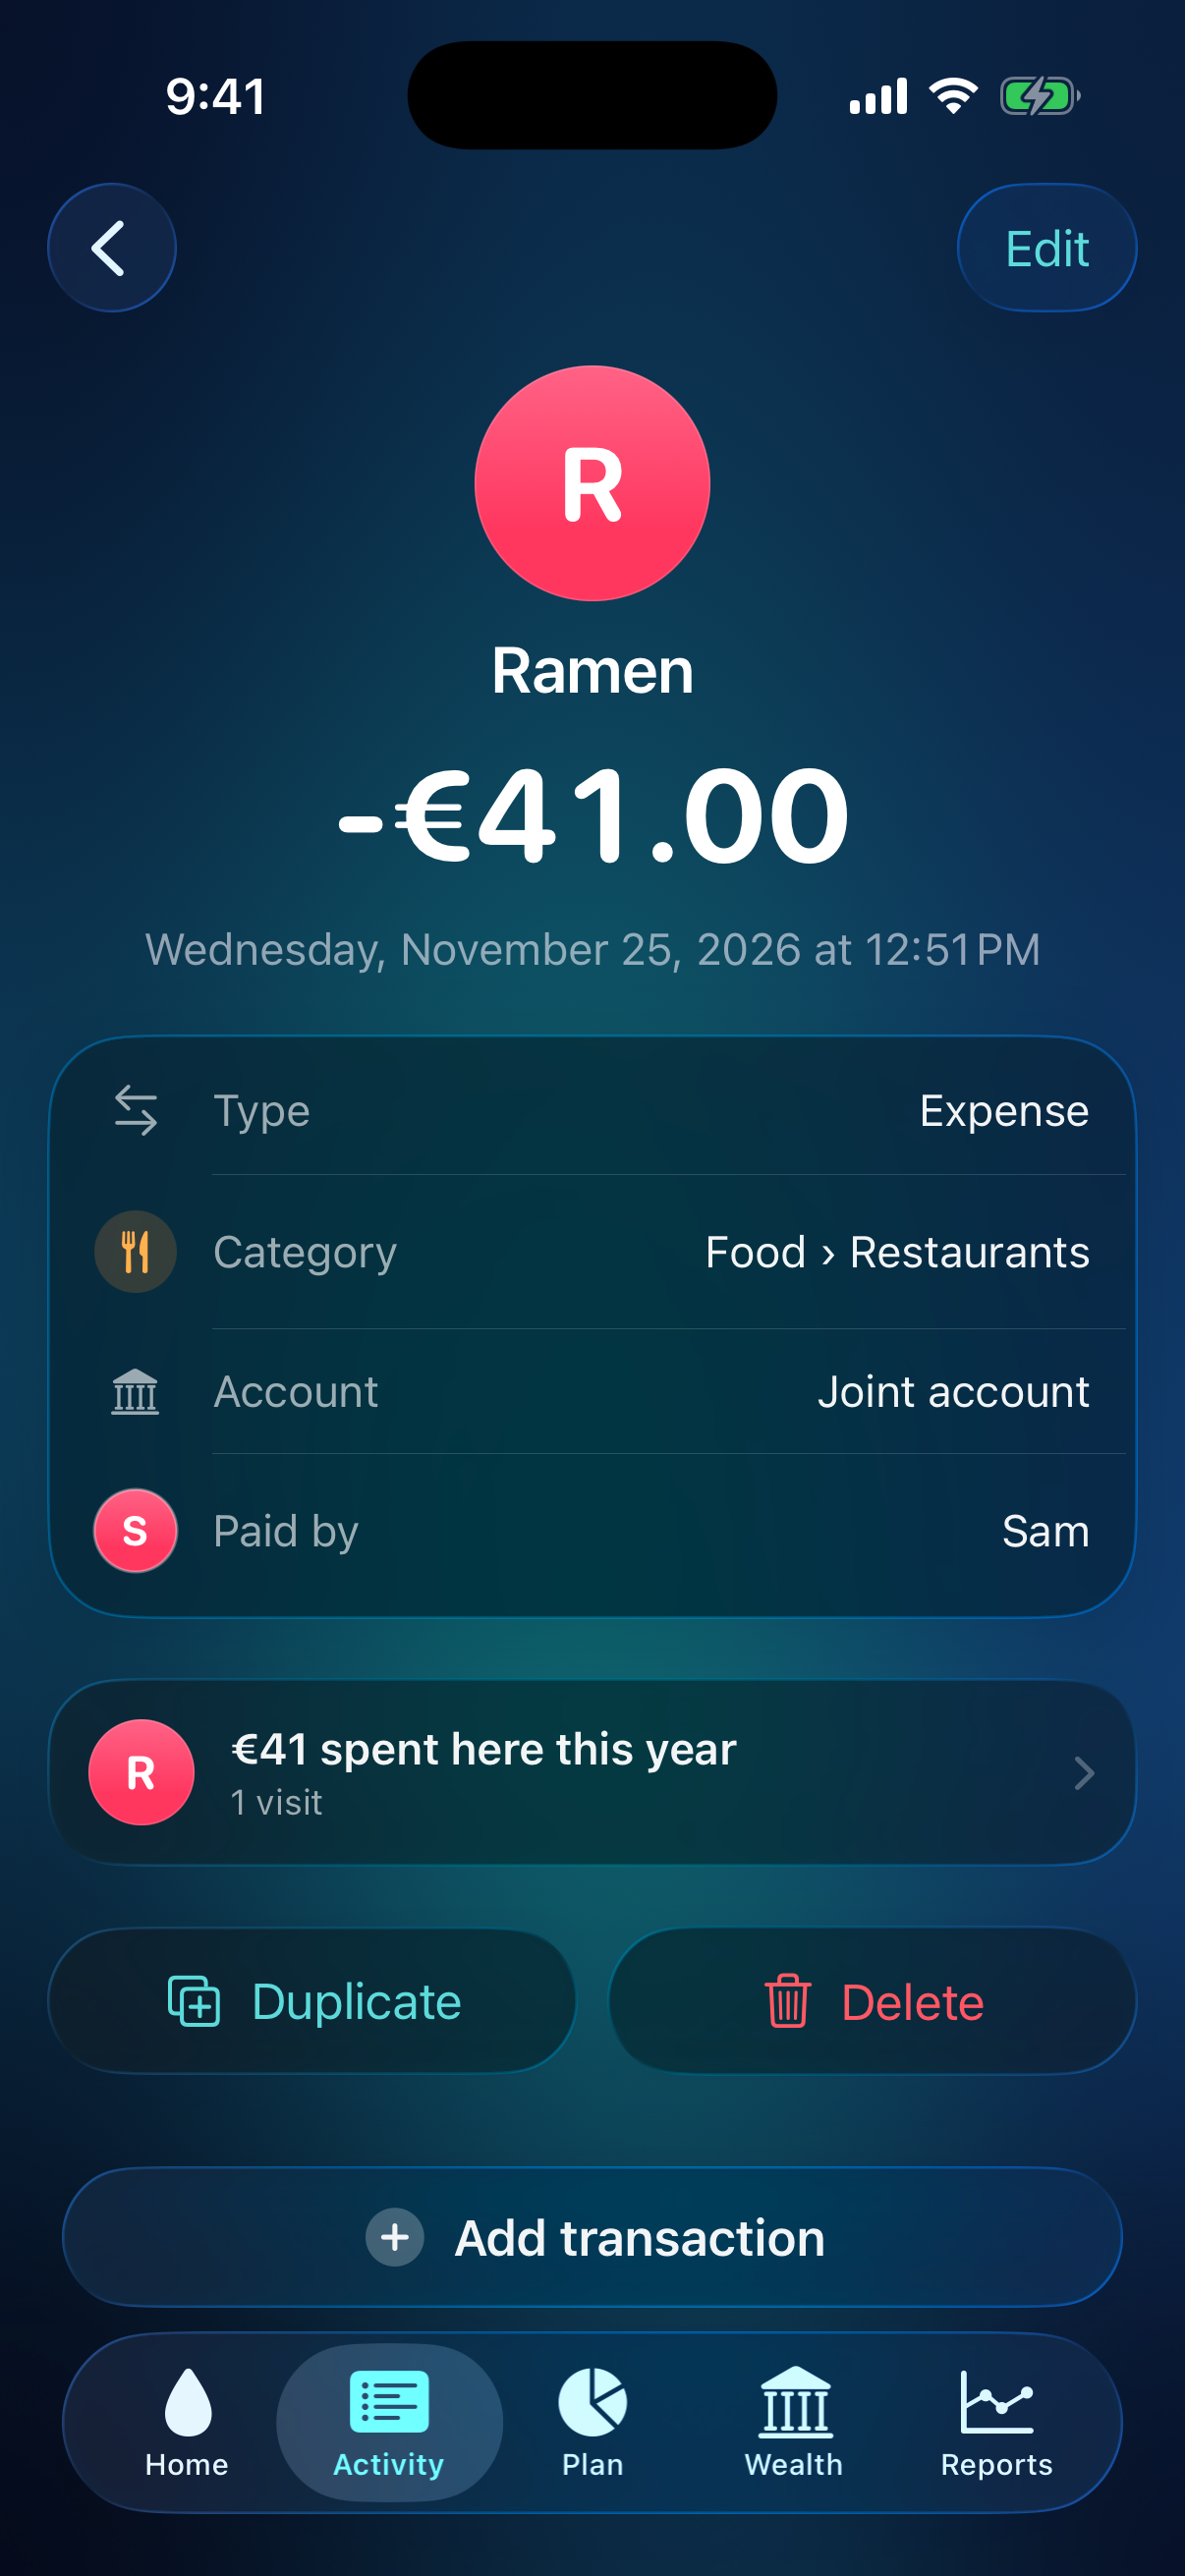 9:41
Edit
R
Ramen
-€41.00
Wednesday, November 25, 2026 at 12:51 PM
Type Expense
Category Food › Restaurants
Account Joint account
S Paid by Sam
R €41 spent here this year
1 visit
Duplicate Delete
Add transaction
Home Activity Plan Wealth Reports